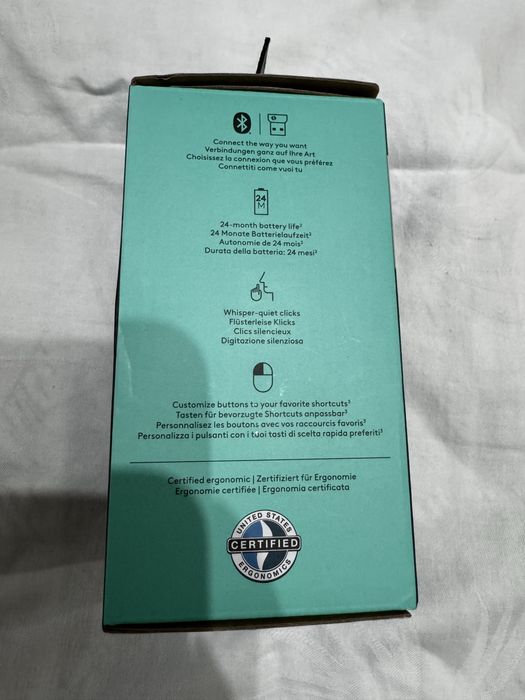 Connect the way you want
Verbindungen ganz auf Ihre Art
Choisissez la connexion que vous préférez
Connettiti come vuoi tu
24
M
24-month battery life²
24 Monate Batterielaufzeit²
Autonomie de 24 mois²
Durata della batteria: 24 mesi²
Whisper-quiet clicks
Flüsterleise Klicks
Clics silencieux
Digitazione silenziosa
Customize buttons to your favorite shortcuts³
Tasten für bevorzugte Shortcuts anpassbar³
Personnalisez les boutons avec vos raccourcis favoris³
Personalizza i pulsanti con i tuoi tasti di scelta rapida preferiti³
Certified ergonomic | Zertifiziert für Ergonomie
Ergonomie certifiée | Ergonomia certificata
UNITED STATES
CERTIFIED
ERGONOMICS